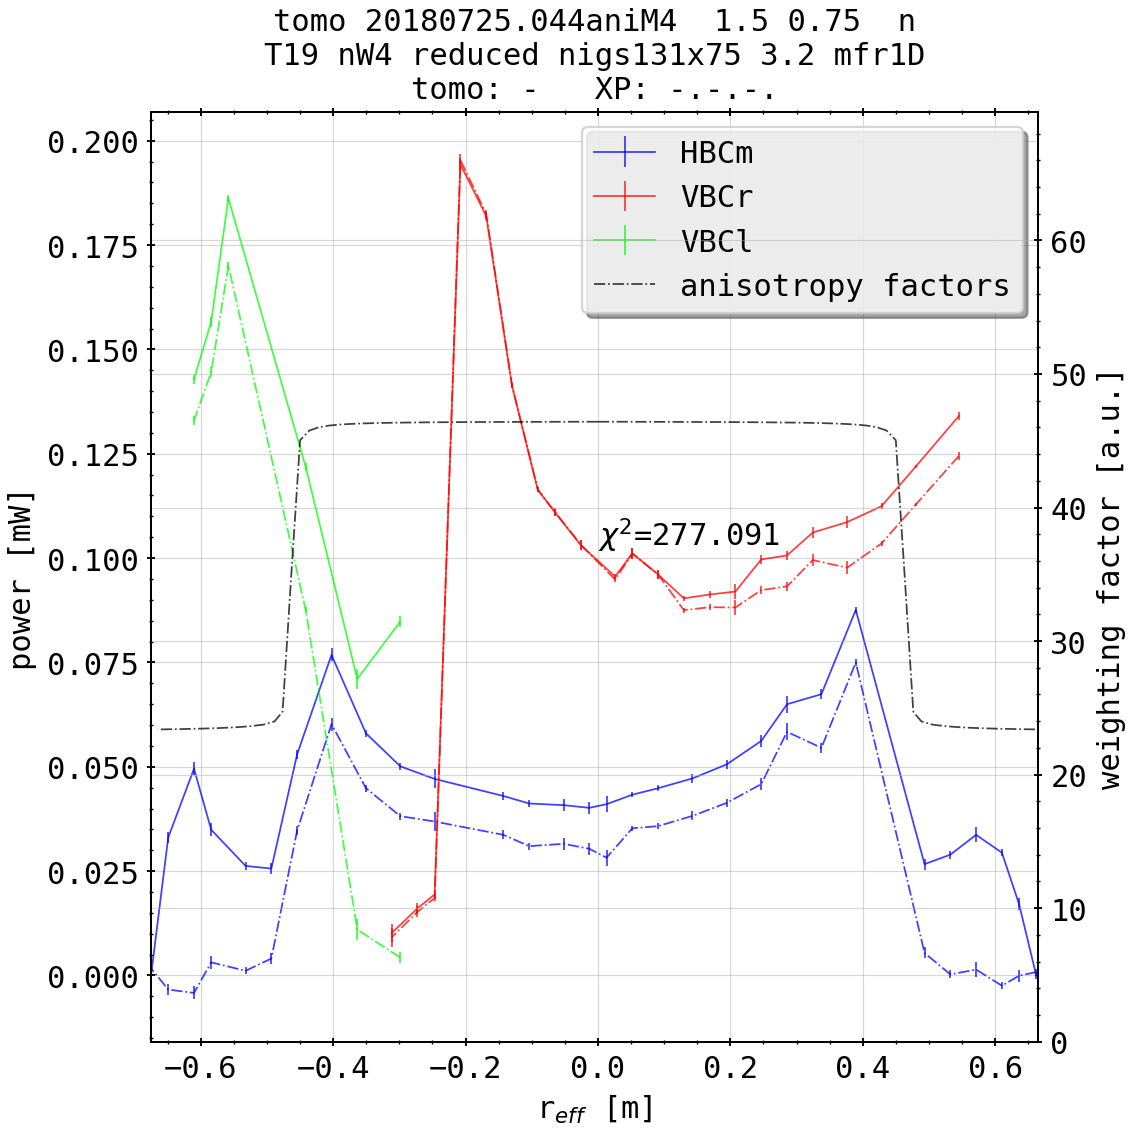 tomo 20180725.044aniM4  1.5 0.75  n
T19 nW4 reduced nigs131x75 3.2 mfr1D
tomo: -   XP: -.-.-.
HBCm
VBCr
VBCl
anisotropy factors
χ²=277.091
power [mW]
0.200
0.175
0.150
0.125
0.100
0.075
0.050
0.025
0.000
weighting factor [a.u.]
60
50
40
30
20
10
0
−0.6 −0.4 −0.2 0.0 0.2 0.4 0.6
r_eff [m]